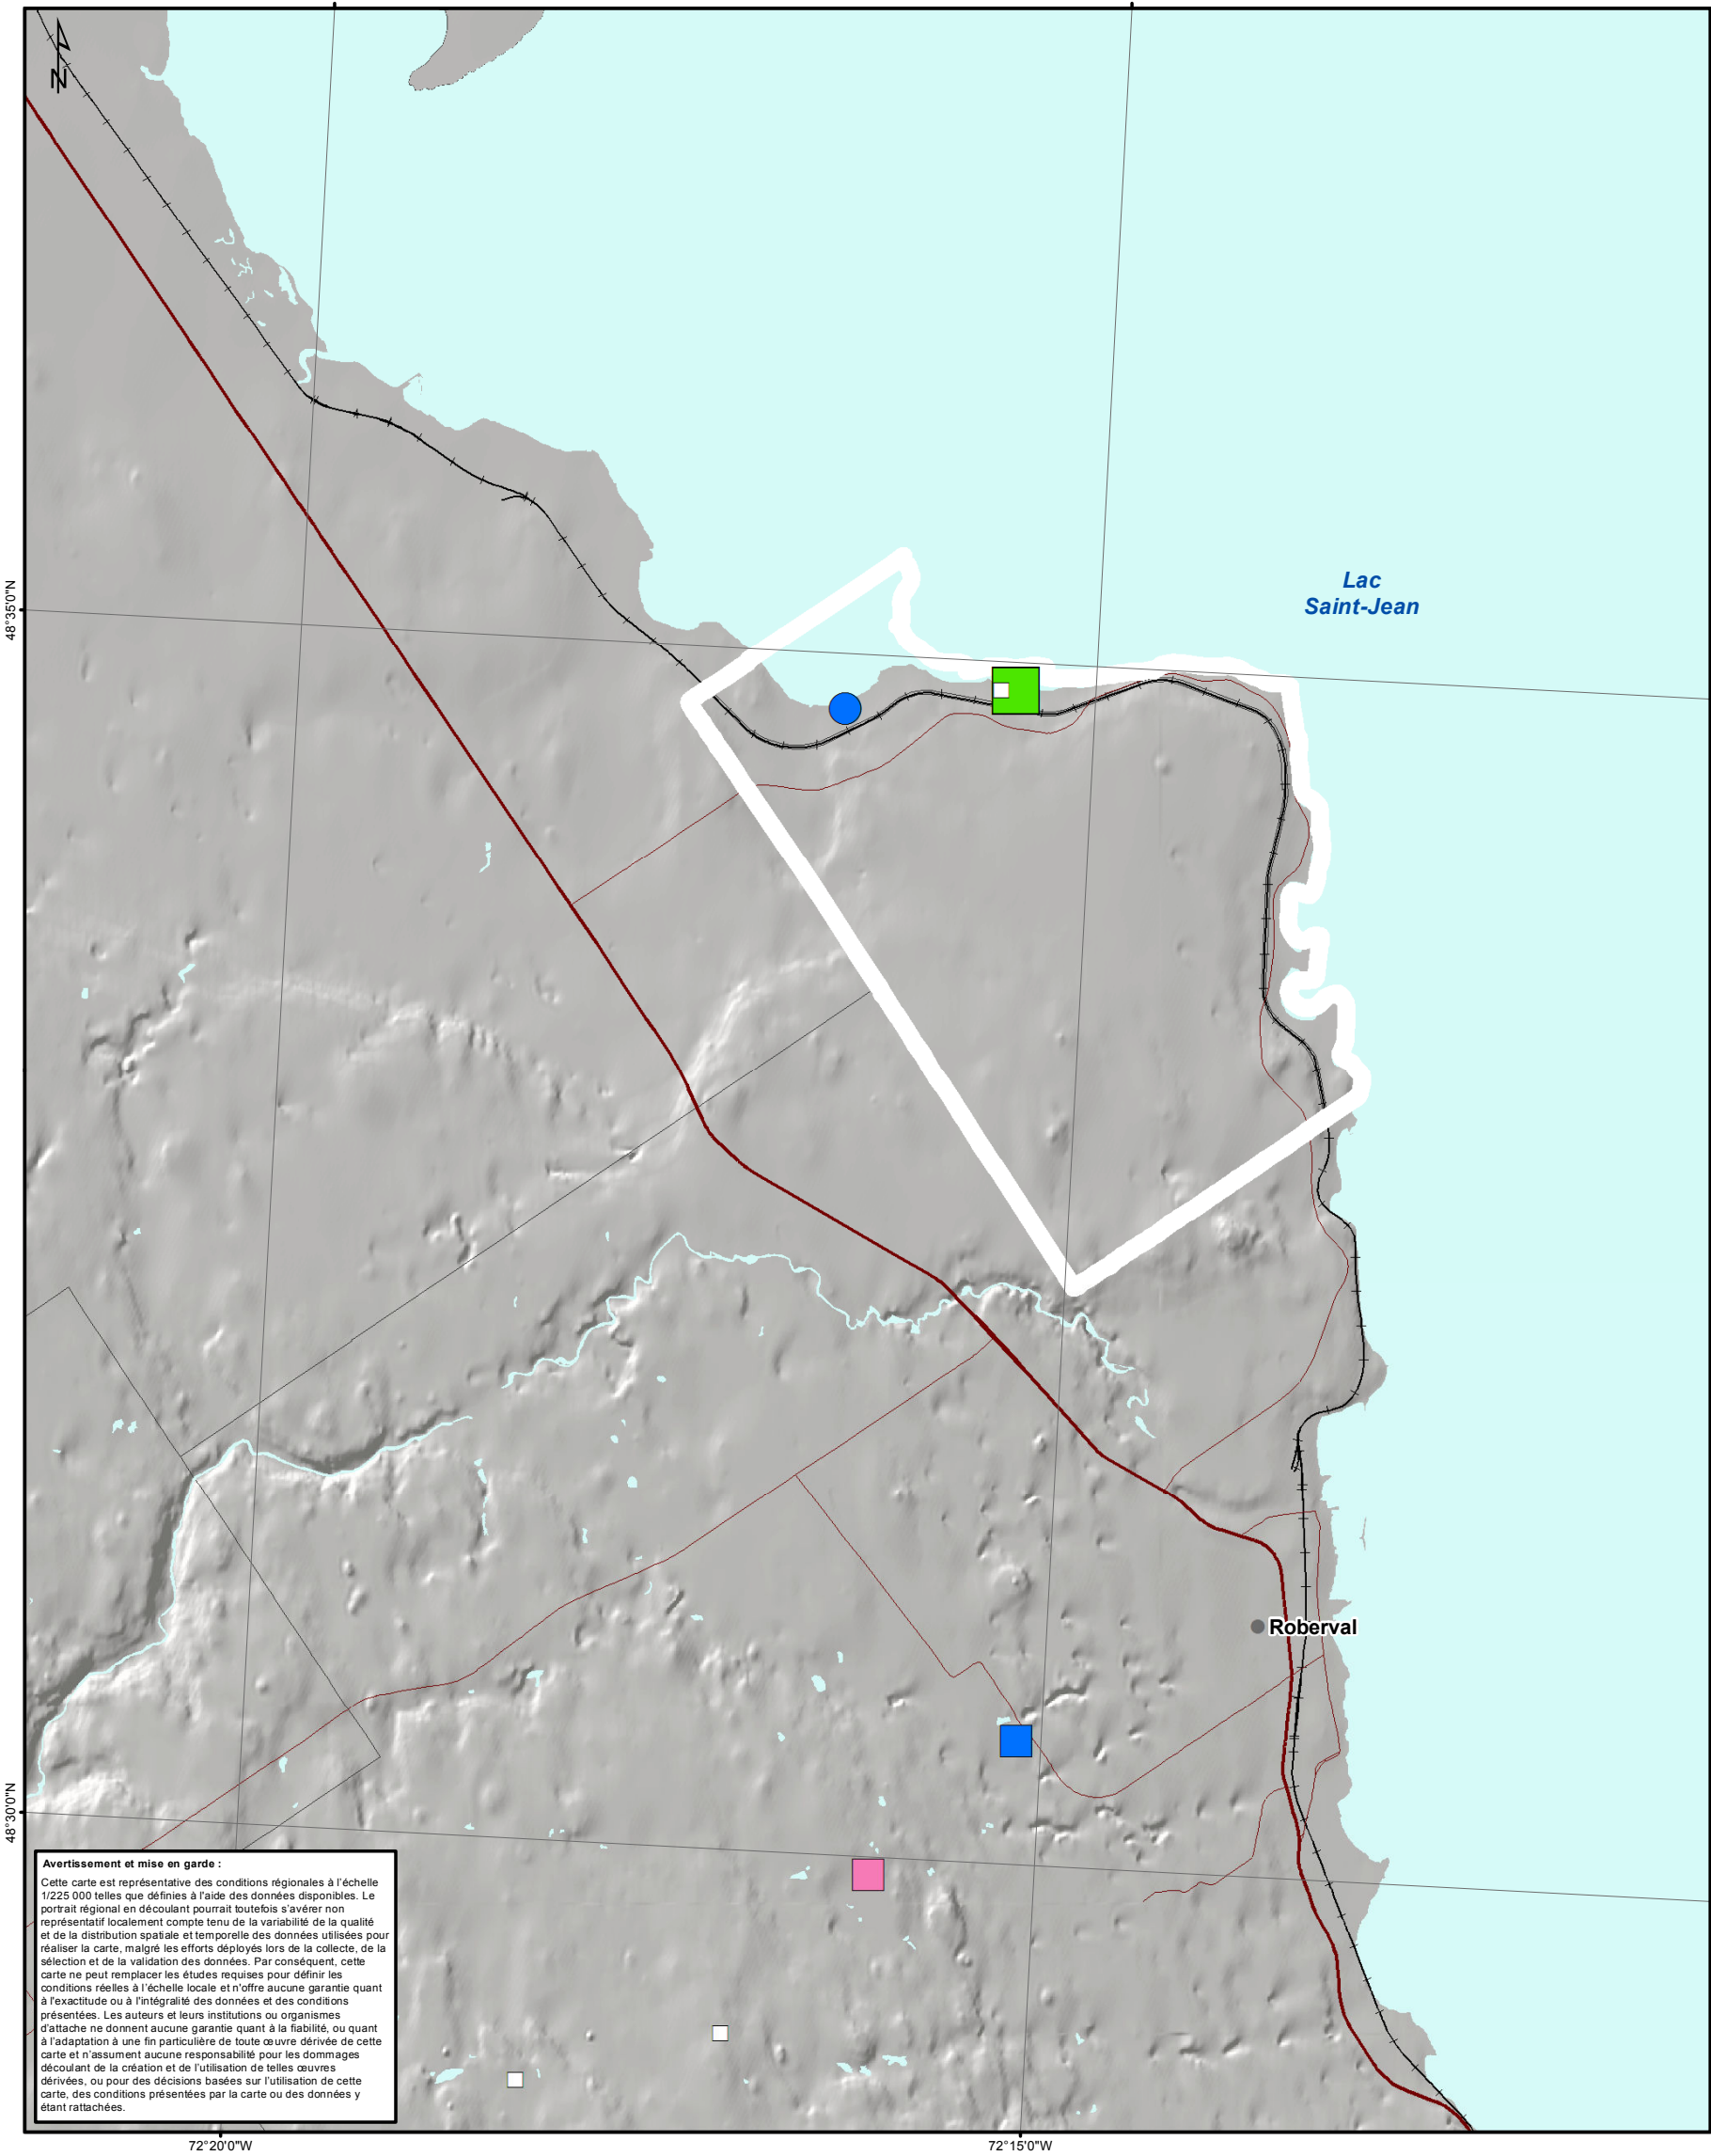 N
48°35'0"N
Lac
Saint-Jean
Roberval
48°30'0"N
Avertissement et mise en garde :
Cette carte est représentative des conditions régionales à l'échelle
1/225 000 telles que définies à l'aide des données disponibles. Le
portrait régional en découlant pourrait toutefois s'avérer non
représentatif localement compte tenu de la variabilité de la qualité
et de la distribution spatiale et temporelle des données utilisées pour
réaliser la carte, malgré les efforts déployés lors de la collecte, de la
sélection et de la validation des données. Par conséquent, cette
carte ne peut remplacer les études requises pour définir les
conditions réelles à l'échelle locale et n'offre aucune garantie quant
à l'exactitude ou à l'intégralité des données et des conditions
présentées. Les auteurs et leurs institutions ou organismes
d'attache ne donnent aucune garantie quant à la fiabilité, ou quant
à l'adaptation à une fin particulière de toute œuvre dérivée de cette
carte et n'assument aucune responsabilité pour les dommages
découlant de la création et de l'utilisation de telles œuvres
dérivées, ou pour des décisions basées sur l'utilisation de cette
carte, des conditions présentées par la carte ou des données y
étant rattachées.
72°20'0"W
72°15'0"W